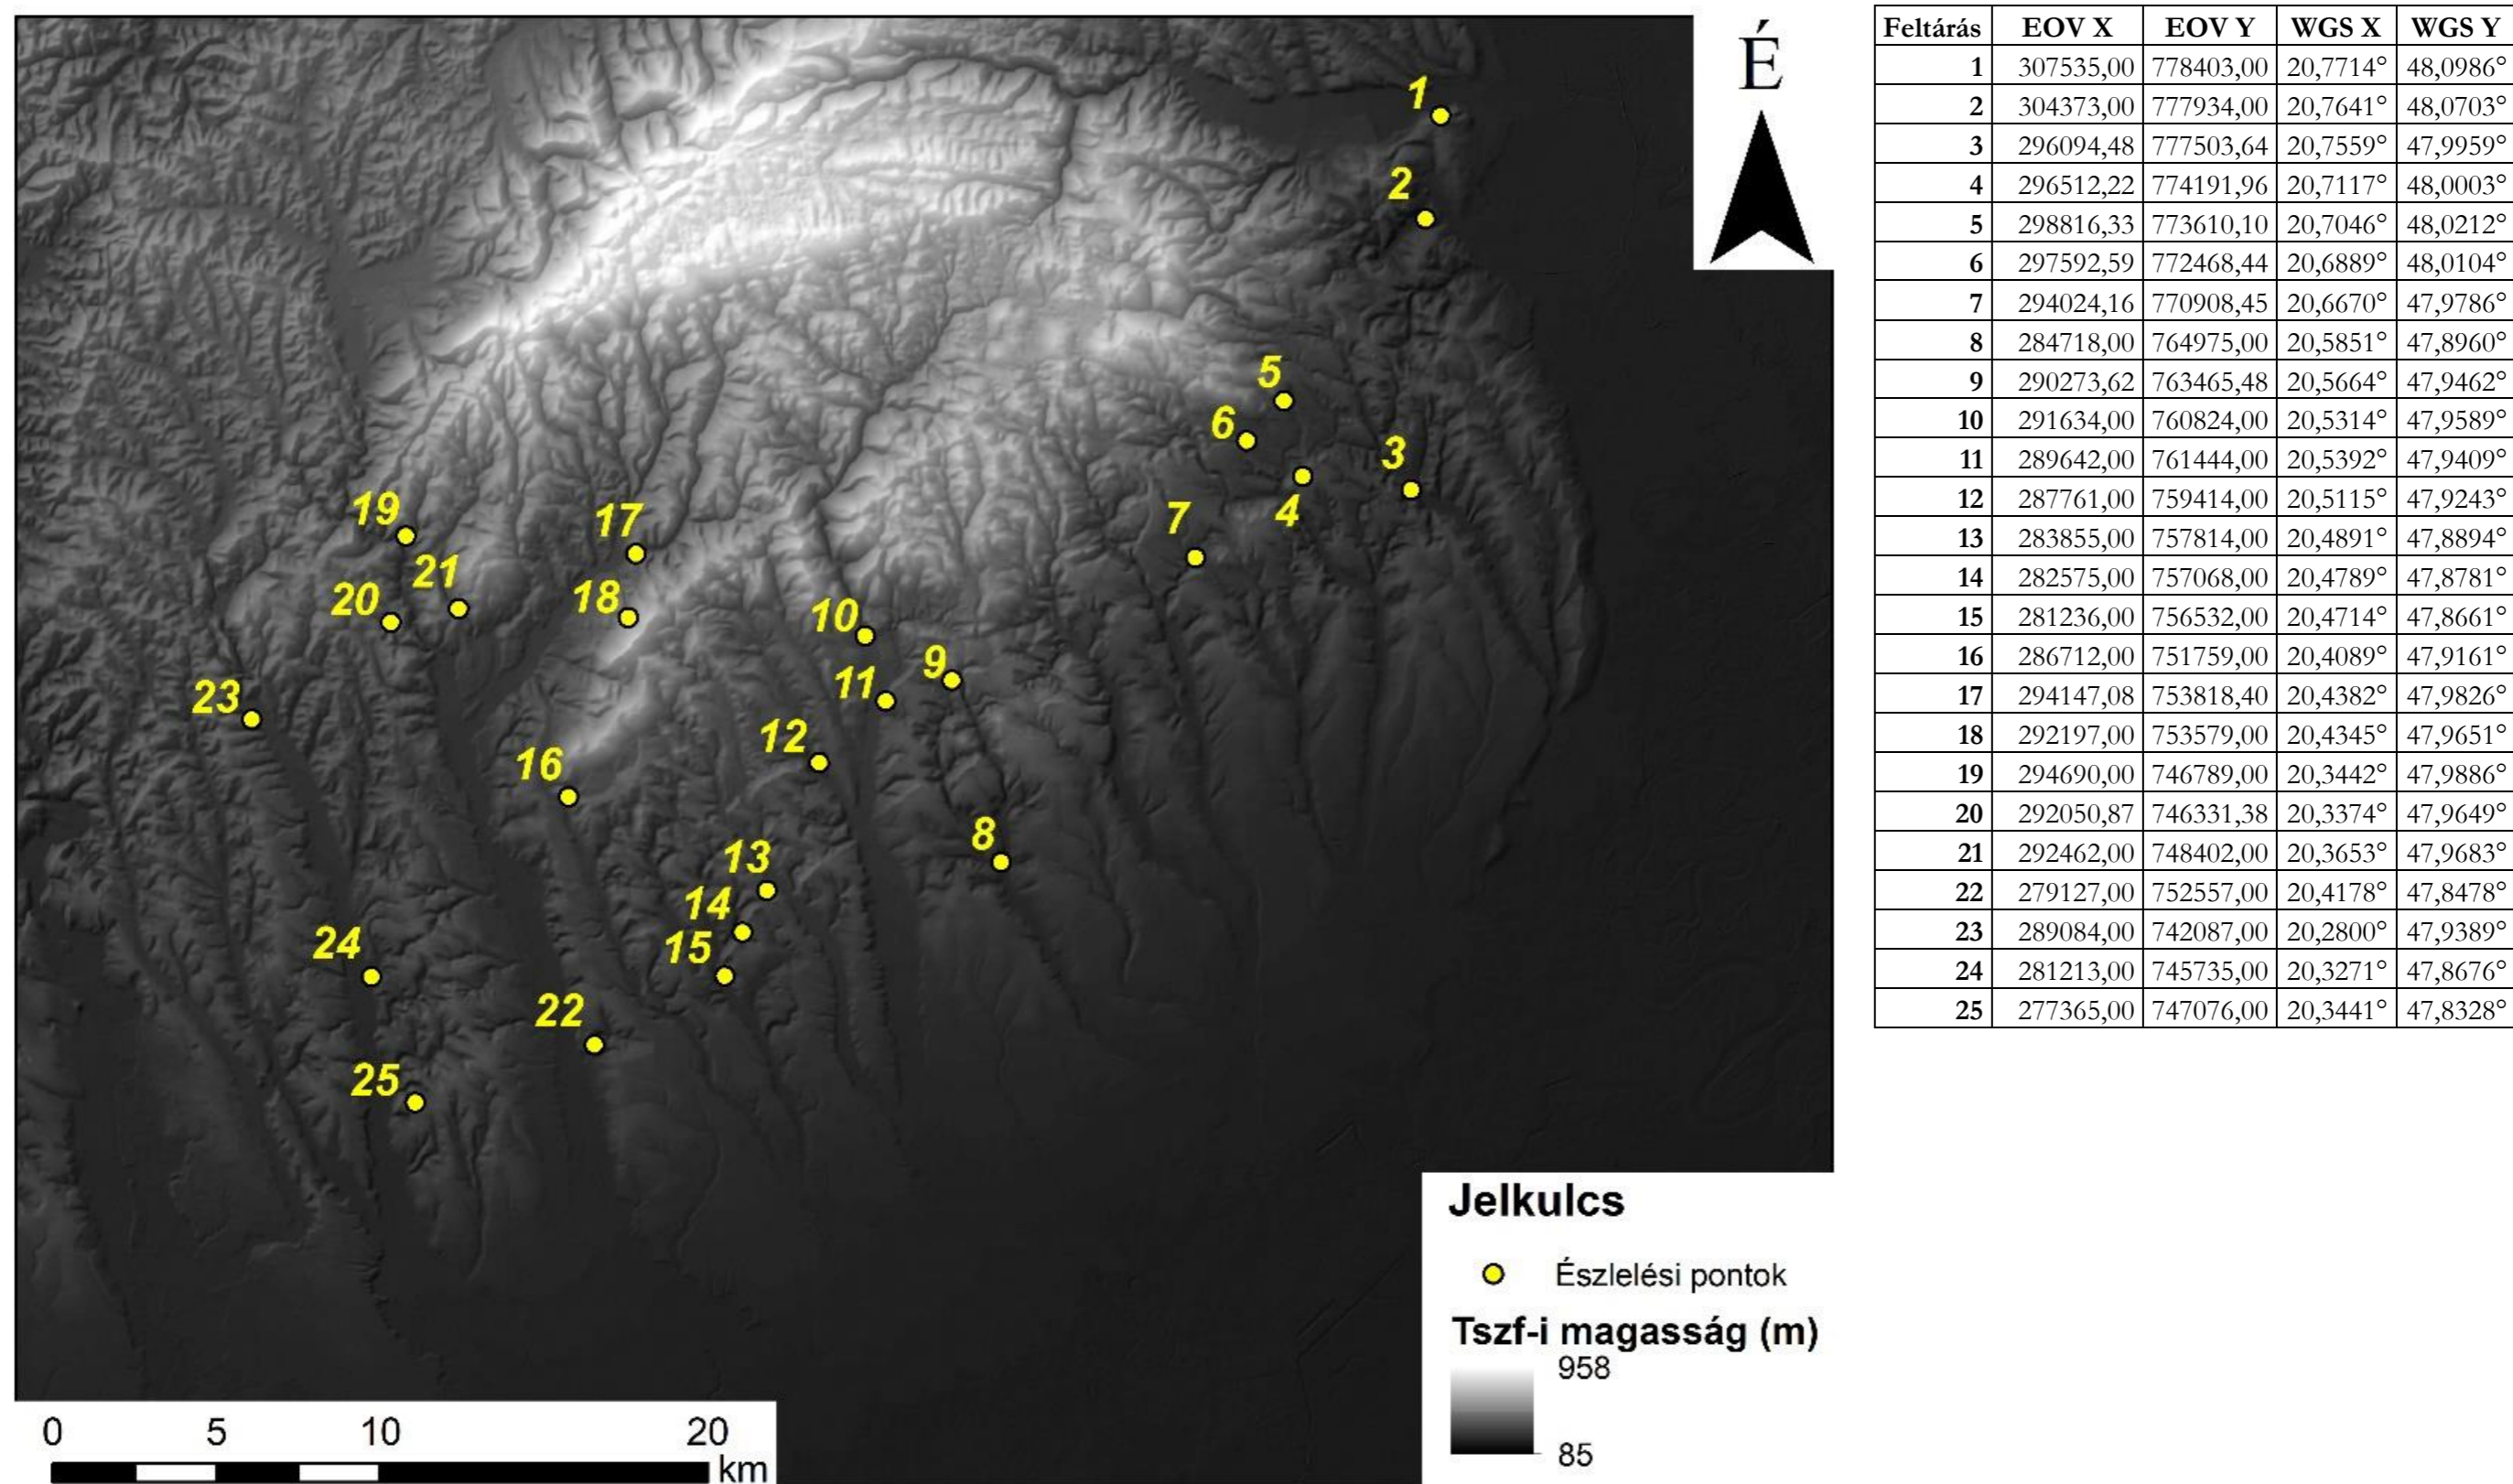 É
1
2
5
6
3
4
7
19
17
21
20
18
10
9
11
23
12
16
8
13
14
15
24
22
25
Jelkulcs
Észlelési pontok
Tszf-i magasság (m)
958
85
0 5 10 20
km
Feltárás EOV X EOV Y WGS X WGS Y
1 307535,00 778403,00 20,7714° 48,0986°
2 304373,00 777934,00 20,7641° 48,0703°
3 296094,48 777503,64 20,7559° 47,9959°
4 296512,22 774191,96 20,7117° 48,0003°
5 298816,33 773610,10 20,7046° 48,0212°
6 297592,59 772468,44 20,6889° 48,0104°
7 294024,16 770908,45 20,6670° 47,9786°
8 284718,00 764975,00 20,5851° 47,8960°
9 290273,62 763465,48 20,5664° 47,9462°
10 291634,00 760824,00 20,5314° 47,9589°
11 289642,00 761444,00 20,5392° 47,9409°
12 287761,00 759414,00 20,5115° 47,9243°
13 283855,00 757814,00 20,4891° 47,8894°
14 282575,00 757068,00 20,4789° 47,8781°
15 281236,00 756532,00 20,4714° 47,8661°
16 286712,00 751759,00 20,4089° 47,9161°
17 294147,08 753818,40 20,4382° 47,9826°
18 292197,00 753579,00 20,4345° 47,9651°
19 294690,00 746789,00 20,3442° 47,9886°
20 292050,87 746331,38 20,3374° 47,9649°
21 292462,00 748402,00 20,3653° 47,9683°
22 279127,00 752557,00 20,4178° 47,8478°
23 289084,00 742087,00 20,2800° 47,9389°
24 281213,00 745735,00 20,3271° 47,8676°
25 277365,00 747076,00 20,3441° 47,8328°